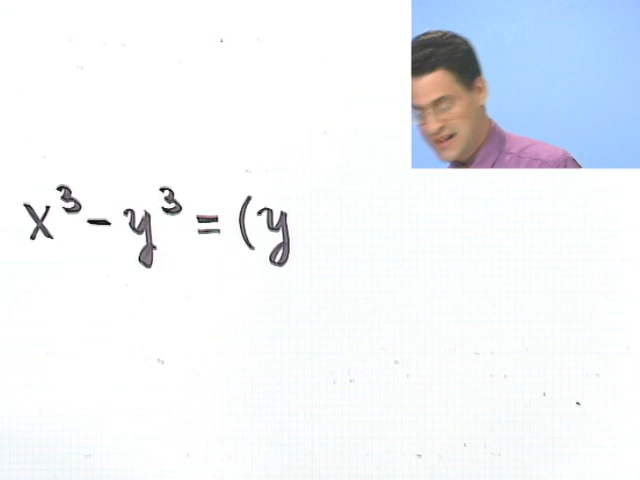 x³ - y³ = (y